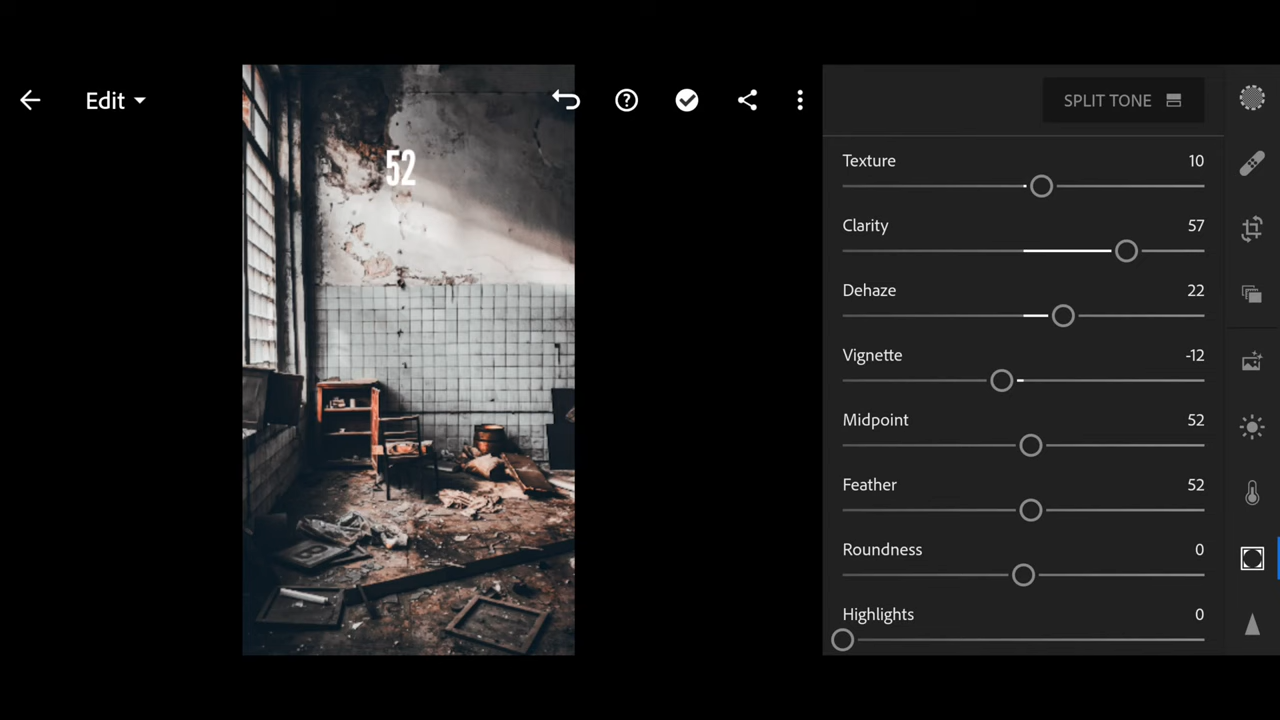 Edit
52
SPLIT TONE
Texture 10
Clarity 57
Dehaze 22
Vignette -12
Midpoint 52
Feather 52
Roundness 0
Highlights 0